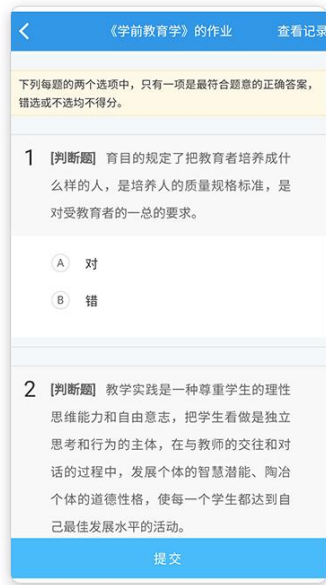 《学前教育学》的作业
查看记录
下列每题的两个选项中，只有一项是最符合题意的正确答案，
错选或不选均不得分。
1 [判断题] 育目的规定了把教育者培养成什
么样的人，是培养人的质量规格标准，是
对受教育者的一总的要求。
A 对
B 错
2 [判断题] 教学实践是一种尊重学生的理性
思维能力和自由意志，把学生看做是独立
思考和行为的主体，在与教师的交往和对
话的过程中，发展个体的智慧潜能、陶冶
个体的道德性格，使每一个学生都达到自
己最佳发展水平的活动。
提交